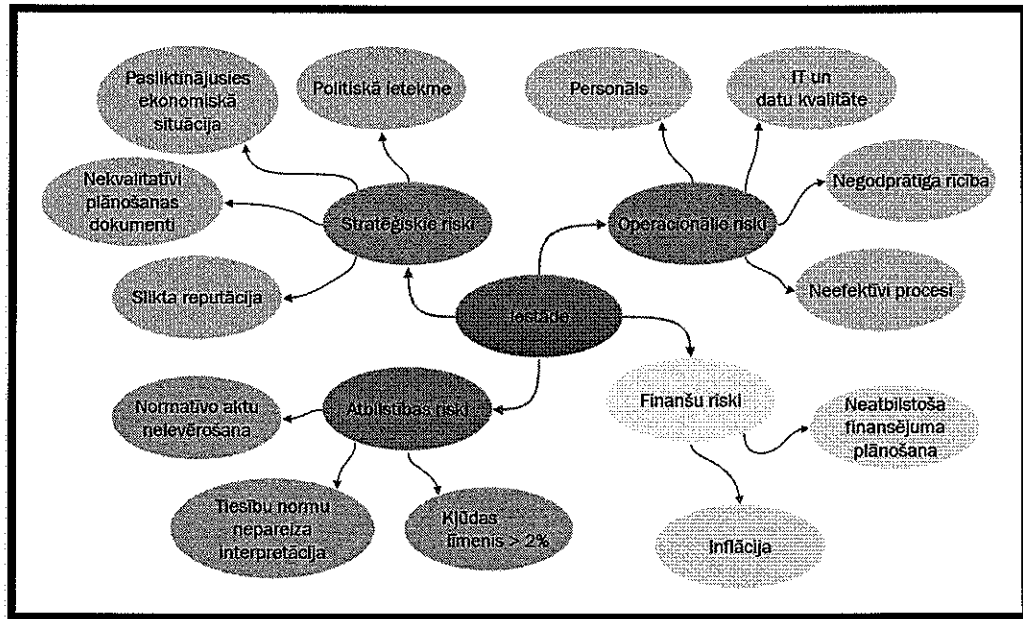 Pasliktinājusies
ekonomiskā
situācija
Politiskā ietekme
Personāls
IT un
datu kvalitāte
Nekvalitatīvi
plānošanas
dokumenti
Stratēģiskie riski
Operacionālie riski
Negodprātīga rīcība
Slikta reputācija
Iestāde
Neefektīvi procesi
Normatīvo aktu
neievērošana
Atbilstības riski
Finanšu riski
Neatbilstoša
finansējuma
plānošana
Tiesību normu
nepareiza
interpretācija
Kļūdas
līmenis > 2%
Inflācija